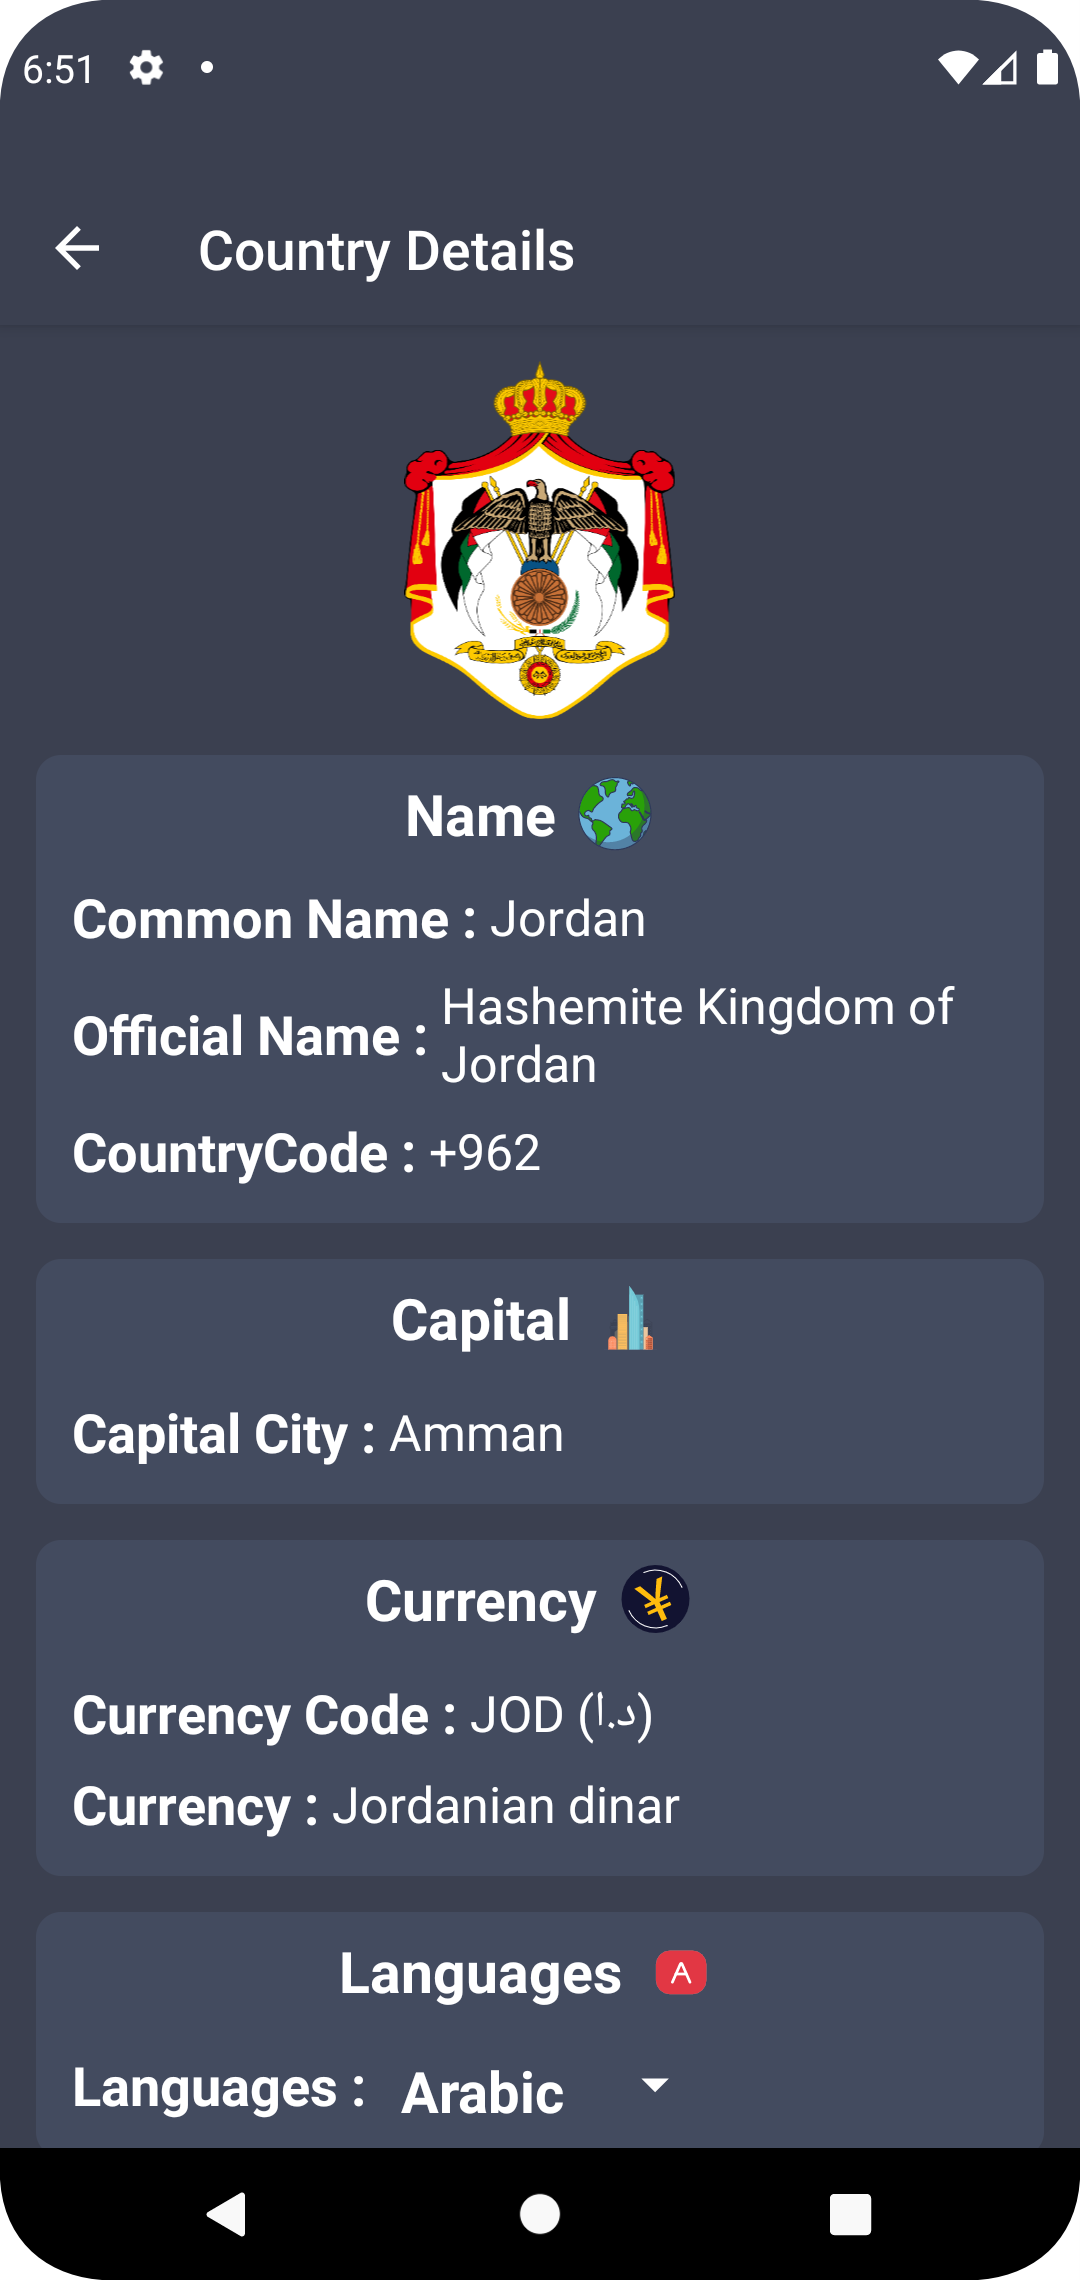 6:51
Country Details
Name
Common Name : Jordan
Official Name : Hashemite Kingdom of
Jordan
CountryCode : +962
Capital
Capital City : Amman
Currency
Currency Code : JOD (د.ا)
Currency : Jordanian dinar
Languages A
Languages : Arabic